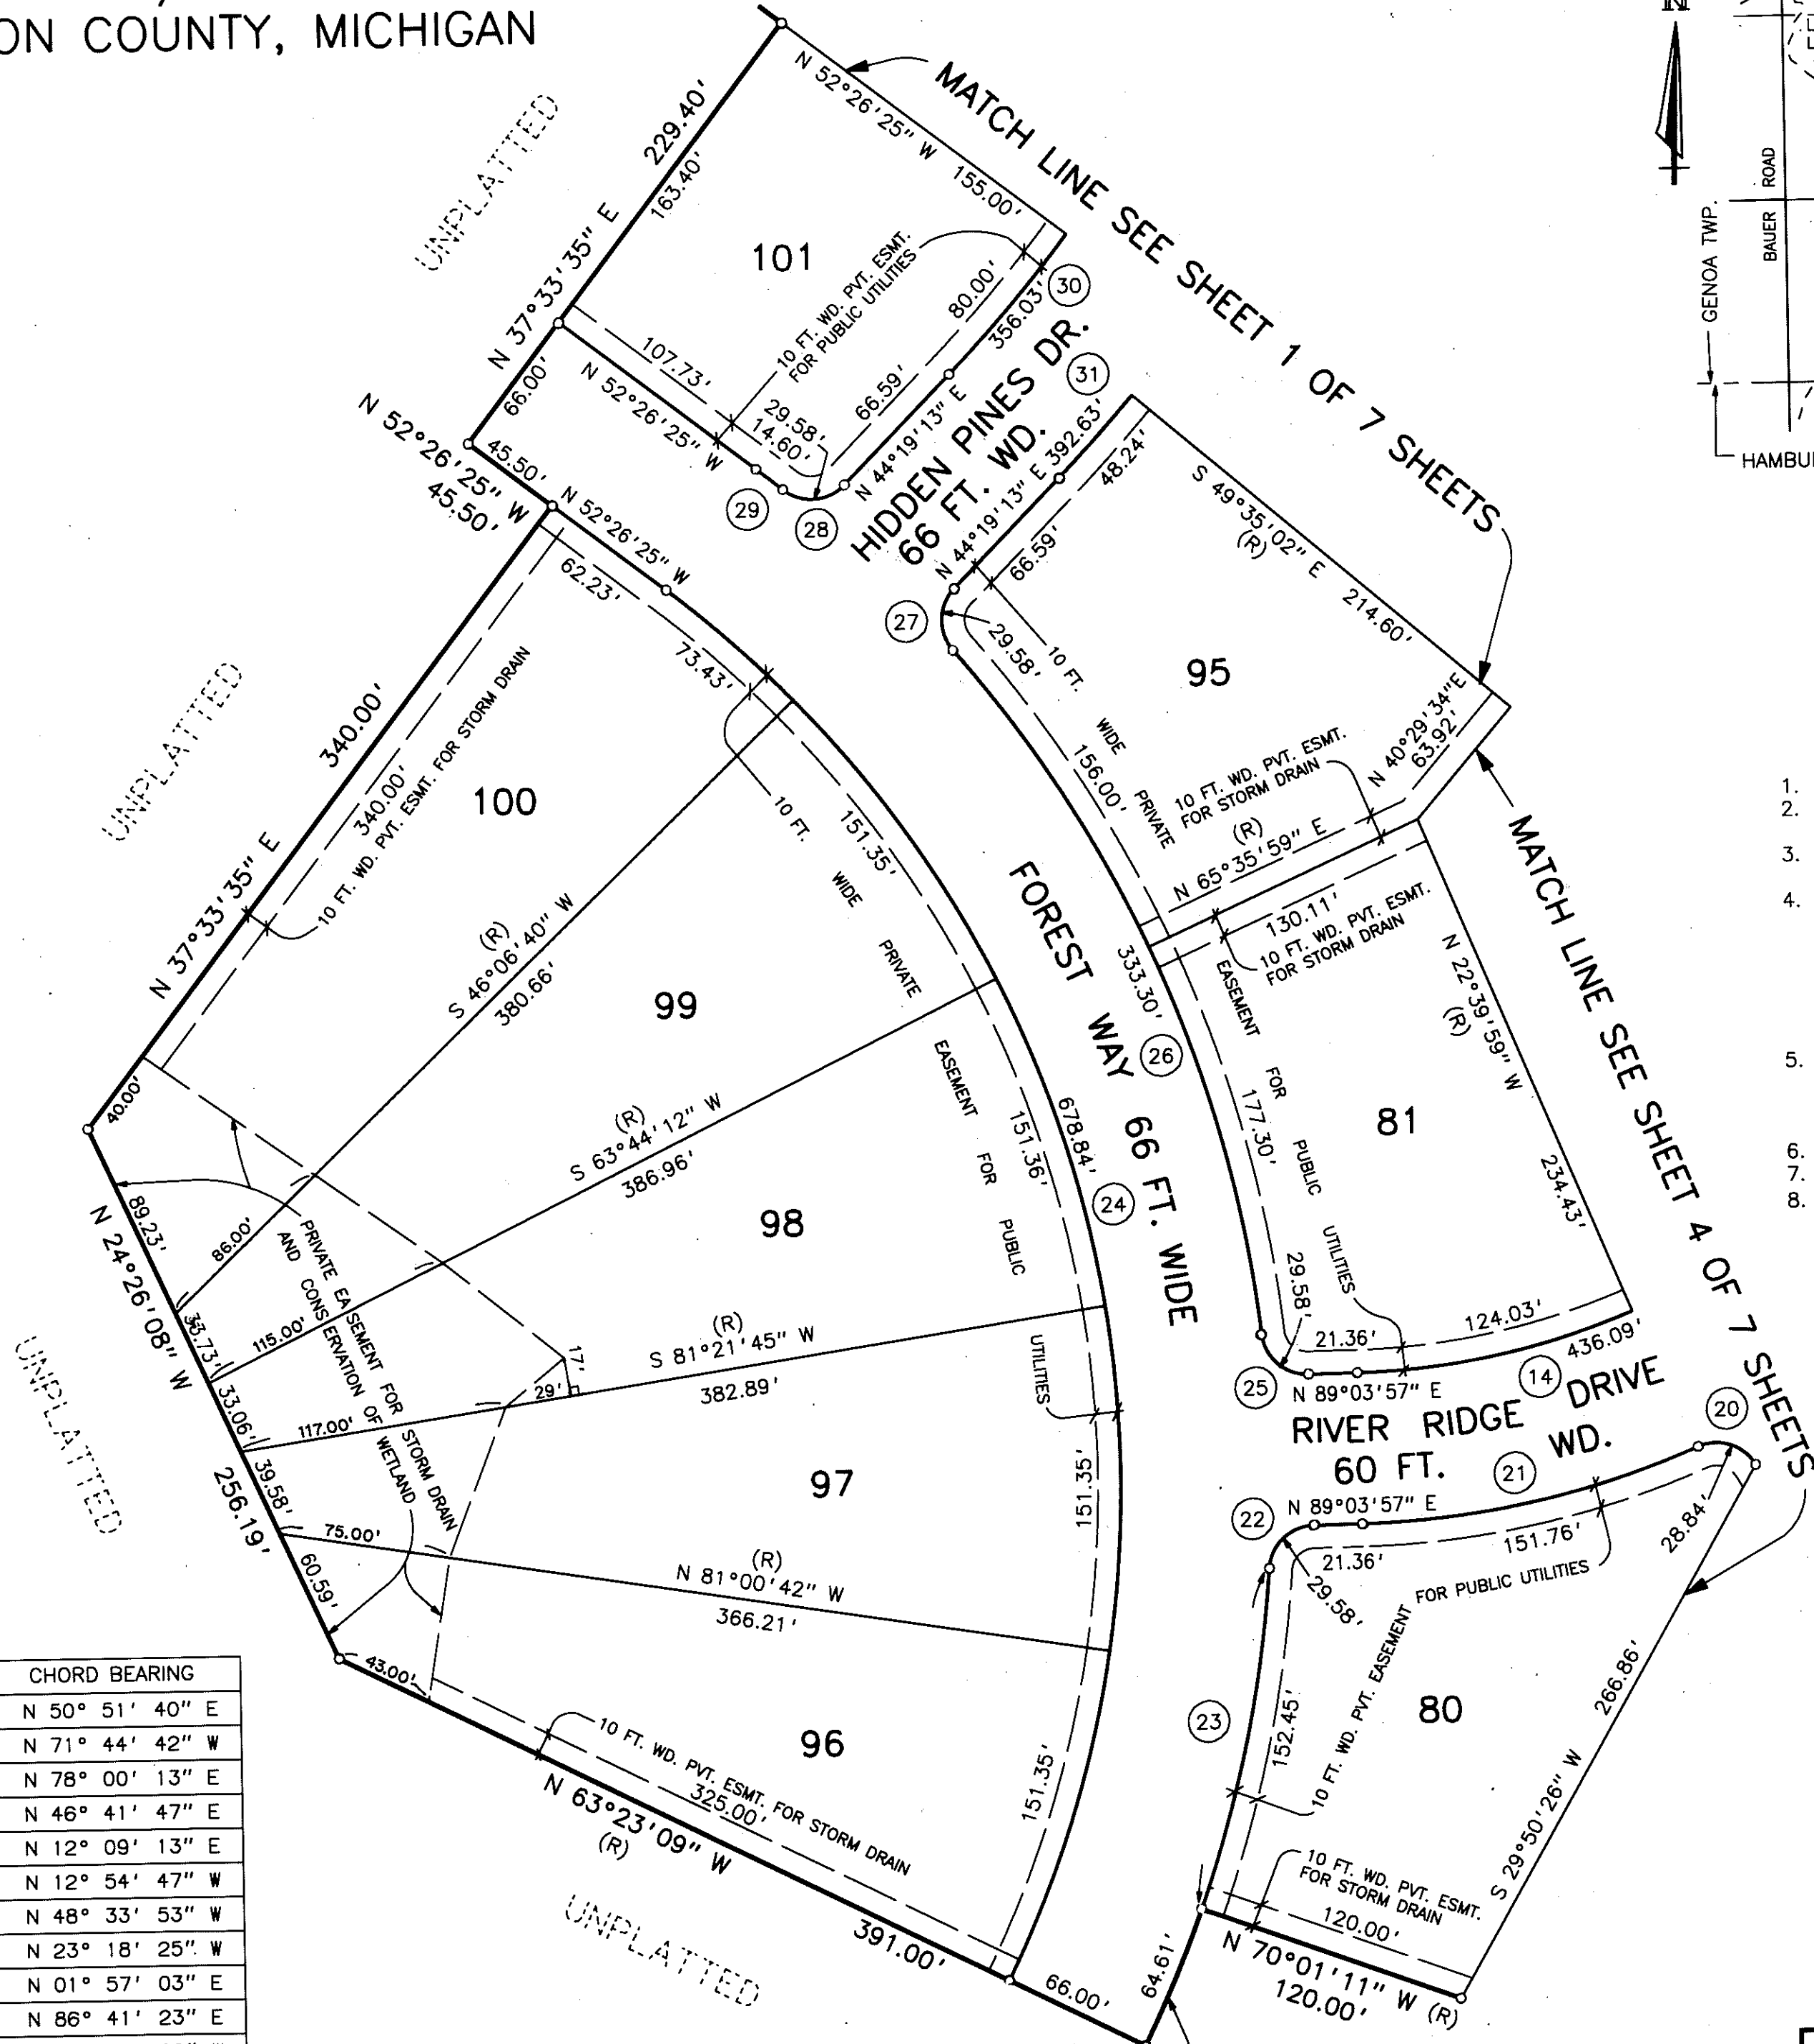 ON COUNTY, MICHIGAN
UNPLATTED
229.40'
163.40'
N 37°33'35" E
66.00'
N 52°26'25" W
155.00'
MATCH LINE SEE SHEET 1 OF 7 SHEETS
101
10 FT. WD. PVT. ESMT.
FOR PUBLIC UTILITIES
80.00'
356.03'
30
107.73'
N 52°26'25" W
29.58'
14.60'
66.59'
N 44°19'13" E
29
28
HIDDEN PINES DR.
66 FT. WD.
31
N 52°26'25" W
45.50'
45.50'
N 52°26'25" W
62.23'
73.43'
N 44°19'13" E
392.63'
48.24'
66.59'
S 49°35'02" E
(R)
214.60'
27
29.58'
10 FT. WIDE PRIVATE EASEMENT FOR PUBLIC UTILITIES
95
156.00'
10 FT. WD. PVT. ESMT.
FOR STORM DRAIN
(R)
N 65°35'59" E
N 40°29'34"E
63.92'
130.11'
10 FT. WD. PVT. ESMT.
FOR STORM DRAIN
MATCH LINE SEE SHEET 4 OF 7 SHEETS
N
GENOA TWP.
BAUER ROAD
HAMBU
1.
2.
3.
4.
5.
6.
7.
8.
UNPLATTED
340.00'
N 37°33'35" E
340.00'
10 FT. WD. PVT. ESMT. FOR STORM DRAIN
100
(R)
S 46°06'40" W
380.66'
10 FT. WIDE PRIVATE EASEMENT FOR PUBLIC UTILITIES
151.35'
99
(R)
S 63°44'12" W
386.96'
151.36'
678.84'
24
FOREST WAY 66 FT. WIDE
333.30'
26
177.30'
81
N 22°39'59" W
(R)
234.43'
98
(R)
S 81°21'45" W
382.89'
40.00'
89.23'
N 24°26'08" W
256.19'
86.00'
33.73'
115.00'
33.06'
117.00'
39.58'
75.00'
60.59'
43.00'
17'
29'
PRIVATE EASEMENT FOR STORM DRAIN
AND CONSERVATION OF WETLAND
UNPLATTED
97
151.35'
(R)
N 81°00'42" W
366.21'
29.58'
21.36'
124.03'
436.09'
25
N 89°03'57" E
14
RIVER RIDGE DRIVE
60 FT. WD.
20
21
22
N 89°03'57" E
21.36'
151.76'
29.58'
28.84'
10 FT. WD. PVT. EASEMENT FOR PUBLIC UTILITIES
23
152.45'
80
266.86'
S 29°50'26" W
10 FT. WD. PVT. ESMT.
FOR STORM DRAIN
120.00'
N 70°01'11" W (R)
120.00'
64.61'
66.00'
96
151.35'
10 FT. WD. PVT. ESMT. FOR STORM DRAIN
325.00'
N 63°23'09" W
(R)
391.00'
UNPLATTED
CHORD BEARING
N 50° 51' 40" E
N 71° 44' 42" W
N 78° 00' 13" E
N 46° 41' 47" E
N 12° 09' 13" E
N 12° 54' 47" W
N 48° 33' 53" W
N 23° 18' 25" W
N 01° 57' 03" E
N 86° 41' 23" E